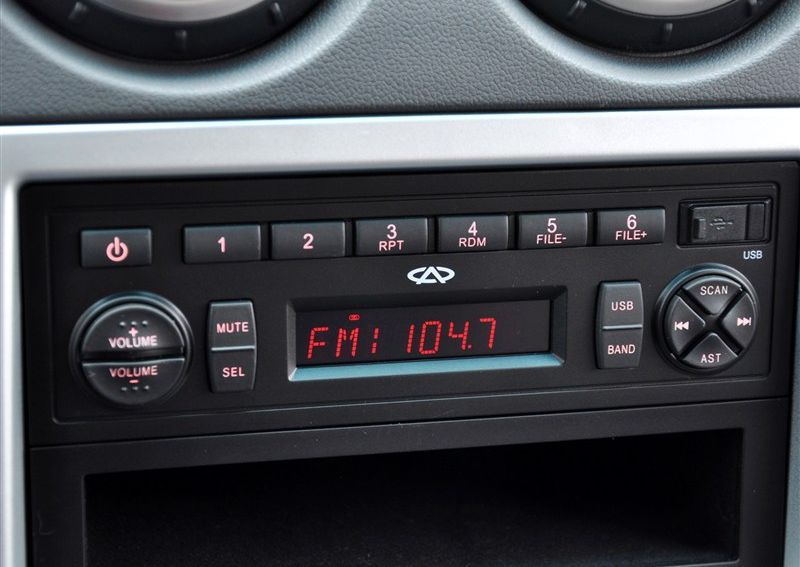 1
2
3
RPT
4
RDM
5
FILE-
6
FILE+
USB
+
VOLUME
VOLUME
-
MUTE
SEL
FM1 104.7
USB
BAND
SCAN
AST